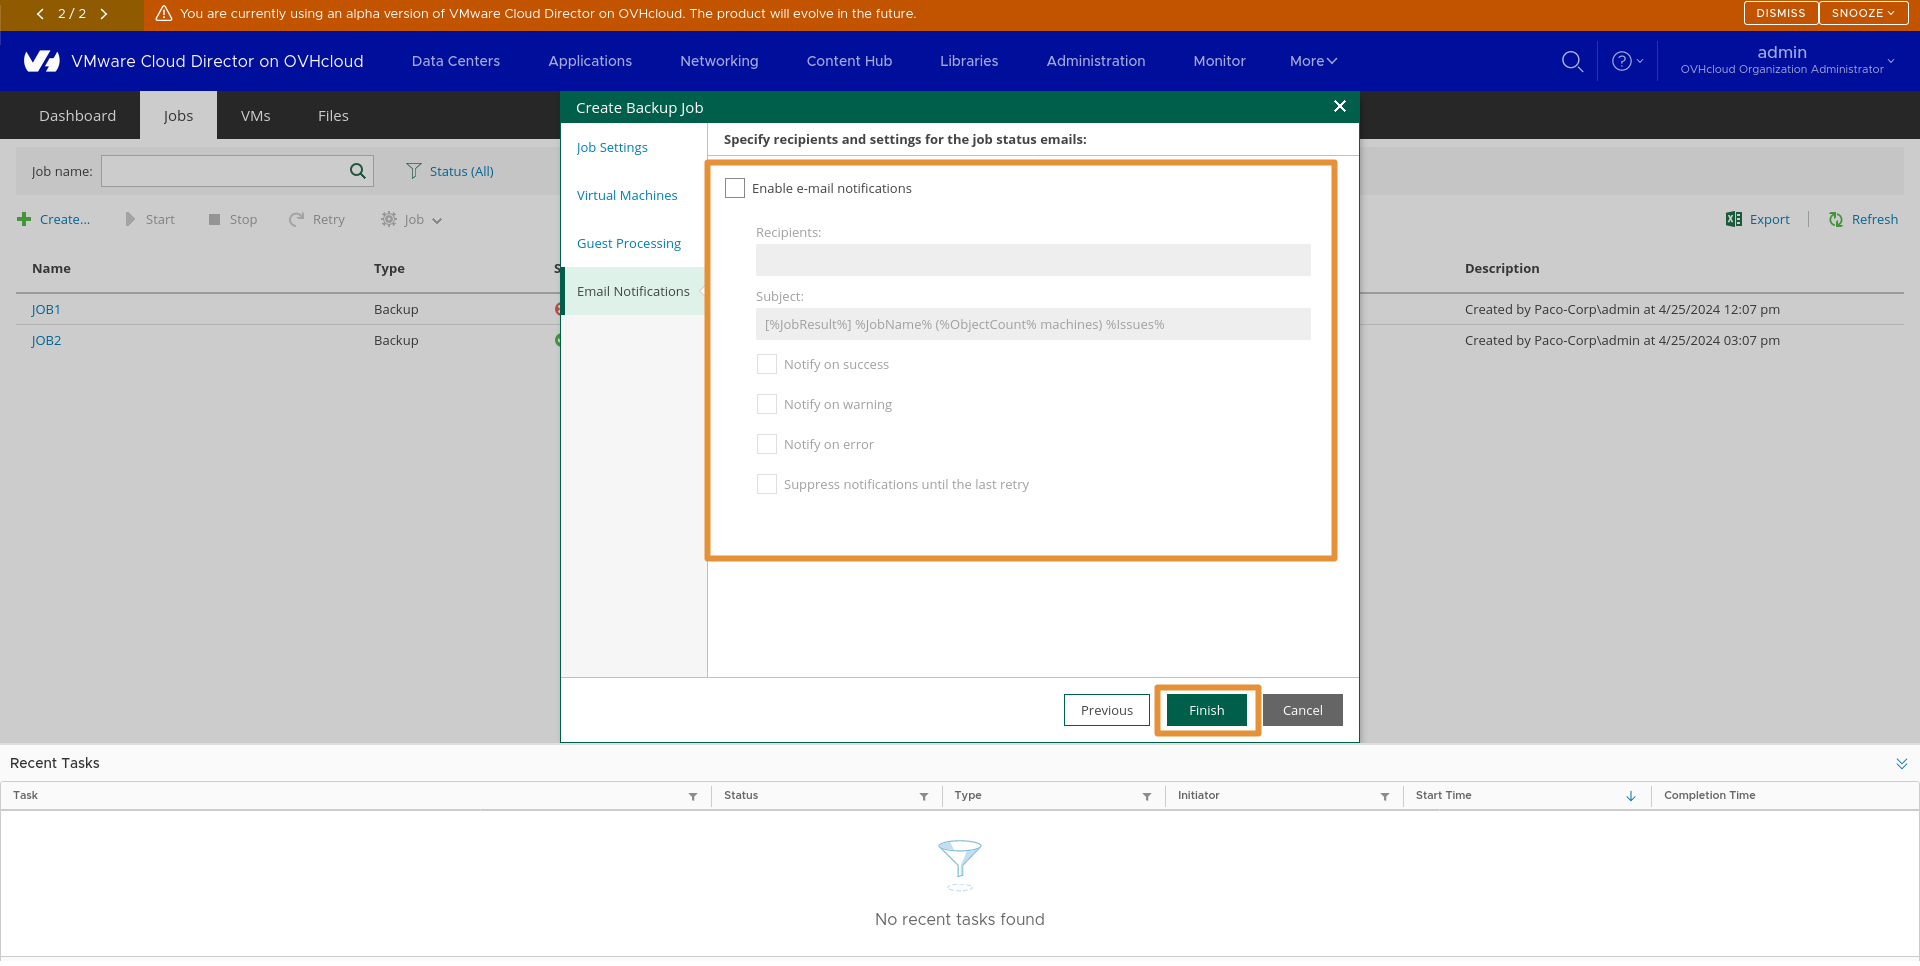 2 / 2
You are currently using an alpha version of VMware Cloud Director on OVHcloud. The product will evolve in the future.
DISMISS
SNOOZE
VMware Cloud Director on OVHcloud
Data Centers
Applications
Networking
Content Hub
Libraries
Administration
Monitor
More
admin
OVHcloud Organization Administrator
Dashboard
Jobs
VMs
Files
Job name:
Status (All)
Create...
Start
Stop
Retry
Job
Export
Refresh
Name
Type
S
Description
JOB1
Backup
Created by Paco-Corp\admin at 4/25/2024 12:07 pm
JOB2
Backup
Created by Paco-Corp\admin at 4/25/2024 03:07 pm
Create Backup Job
Job Settings
Virtual Machines
Guest Processing
Email Notifications
Specify recipients and settings for the job status emails:
Enable e-mail notifications
Recipients:
Subject:
[%JobResult%] %JobName% (%ObjectCount% machines) %Issues%
Notify on success
Notify on warning
Notify on error
Suppress notifications until the last retry
Previous
Finish
Cancel
Recent Tasks
Task
Status
Type
Initiator
Start Time
Completion Time
No recent tasks found